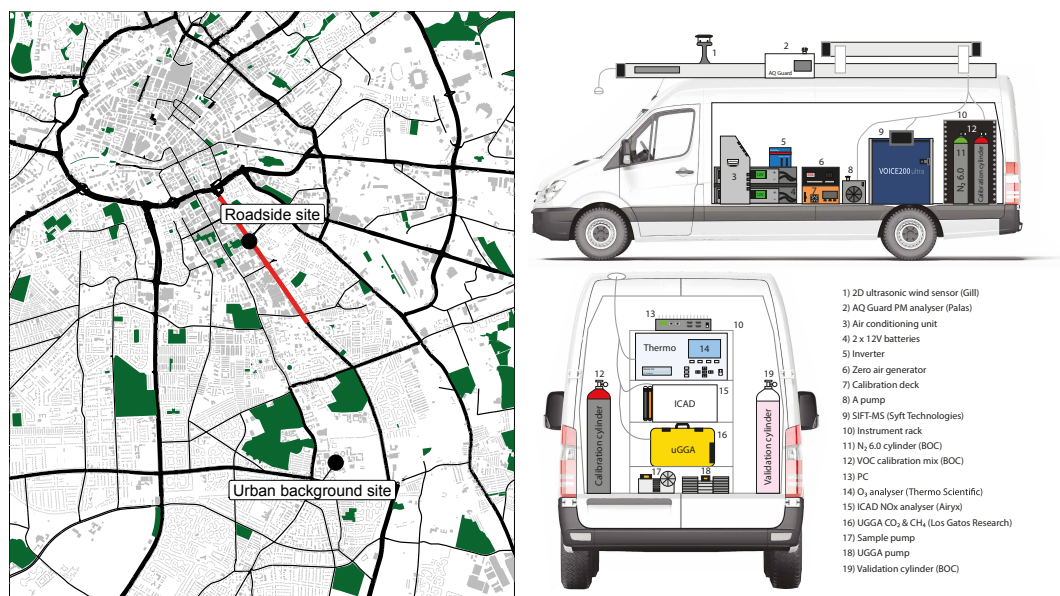 Roadside site
Urban background site
1
2
AQ Guard
3
4
5
6
7
8
9
VOICE200ultra
10
11
12
N₂ 6.0
Calibration cylinder
13
10
Thermo
14
12
15
ICAD
19
16
uGGA
Calibration cylinder
Validation cylinder
17
18
1) 2D ultrasonic wind sensor (Gill)
2) AQ Guard PM analyser (Palas)
3) Air conditioning unit
4) 2 x 12V batteries
5) Inverter
6) Zero air generator
7) Calibration deck
8) A pump
9) SIFT-MS (Syft Technologies)
10) Instrument rack
11) N₂ 6.0 cylinder (BOC)
12) VOC calibration mix (BOC)
13) PC
14) O₃ analyser (Thermo Scientific)
15) ICAD NOx analyser (Airyx)
16) UGGA CO₂ & CH₄ (Los Gatos Research)
17) Sample pump
18) UGGA pump
19) Validation cylinder (BOC)